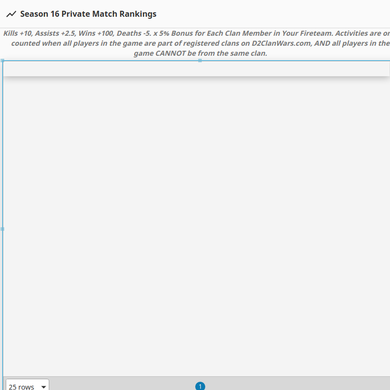 Season 16 Private Match Rankings
Kills +10, Assists +2.5, Wins +100, Deaths -5. x 5% Bonus for Each Clan Member in Your Fireteam. Activities are
counted when all players in the game are part of registered clans on D2ClanWars.com, AND all players in the
game CANNOT be from the same clan.
25 rows
1